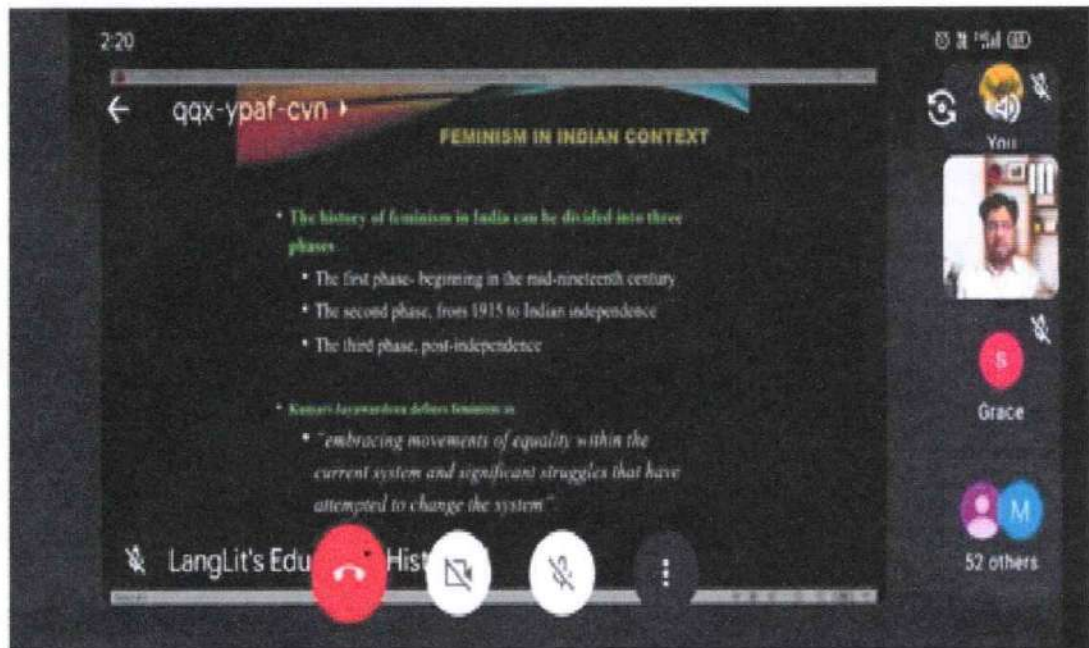 2:20
qqx-ypaf-cvn
You
FEMINISM IN INDIAN CONTEXT
• The history of feminism in India can be divided into three
phases
• The first phase- beginning in the mid-nineteenth century
• The second phase, from 1915 to Indian independence
• The third phase, post-independence
• Kumari Jayawardena defines feminism as
• "embracing movements of equality within the
current system and significant struggles that have
attempted to change the system"
S
Grace
M
52 others
LangLit's Edu Hist